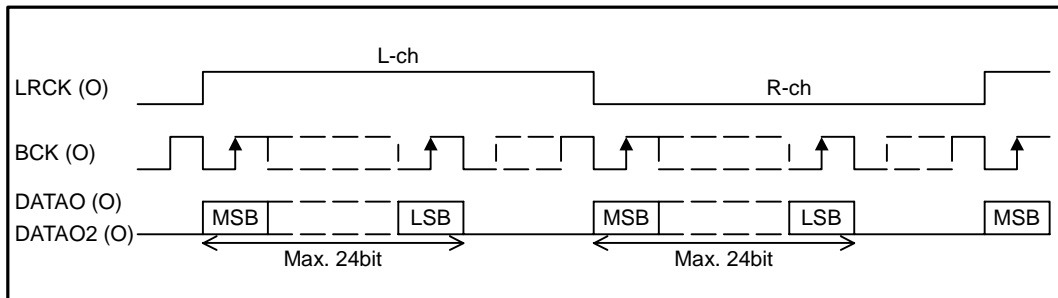 L-ch
LRCK (O)
R-ch
BCK (O)
DATAO (O)
MSB LSB MSB LSB MSB
DATAO2 (O)
Max. 24bit Max. 24bit